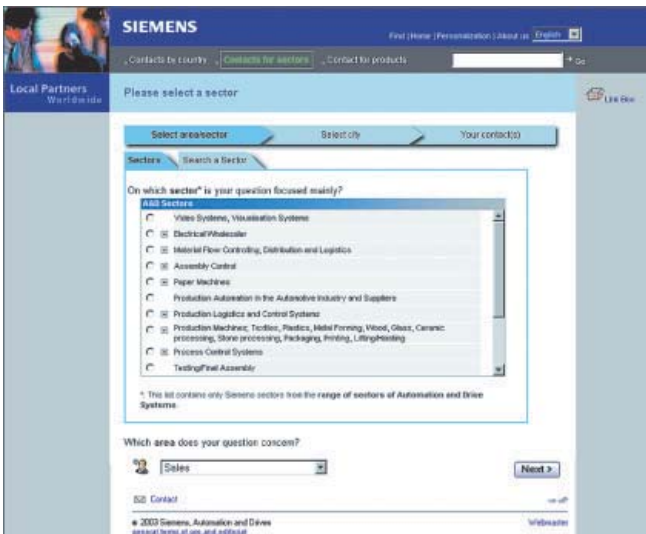 SIEMENS
Find | Home | Personalization | About us English
Contacts by country Contacts for sectors Contact for products Go
Local Partners
Worldwide
Please select a sector
Link Box
Select area/sector Select city Your contact(s)
Sectors Search a Sector
On which sector* is your question focused mainly?
A&D Sectors
Video Systems, Visualisation Systems
Electrical Wholesaler
Material Flow Controlling, Distribution and Logistics
Assembly Control
Paper Machines
Production Automation in the Automotive Industry and Suppliers
Production Logistics and Control Systems
Production Machines; Textiles, Plastics, Metal Forming, Wood, Glass, Ceramic
processing, Stone processing, Packaging, Printing, Lifting/Hoisting
Process Control Systems
Testing/Final Assembly
*: This list contains only Siemens sectors from the range of sectors of Automation and Drive
Systems.
Which area does your question concern?
Sales
Next >
Contact
© 2003 Siemens, Automation and Drives Webmaster
general terms of use and editorial